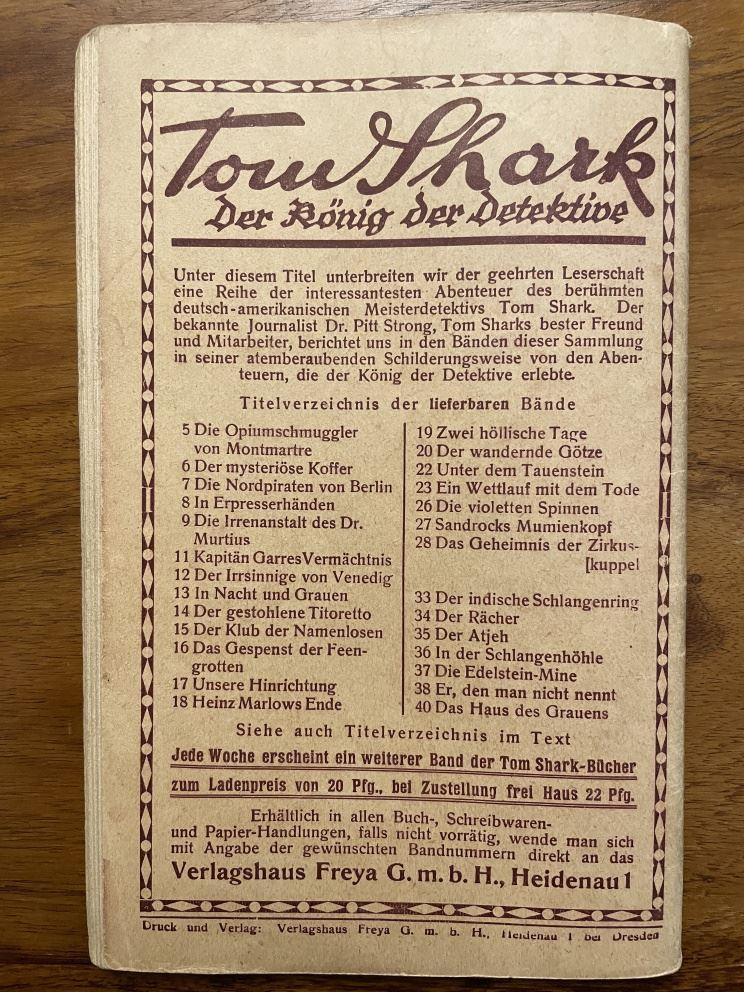 Tom Shark
Der König der Detektive
Unter diesem Titel unterbreiten wir der geehrten Leserschaft
eine Reihe der interessantesten Abenteuer des berühmten
deutsch-amerikanischen Meisterdetektivs Tom Shark. Der
bekannte Journalist Dr. Pitt Strong, Tom Sharks bester Freund
und Mitarbeiter, berichtet uns in den Bänden dieser Sammlung
in seiner atemberaubenden Schilderungsweise von den Aben-
teuern, die der König der Detektive erlebte.
Titelverzeichnis der lieferbaren Bände
5 Die Opiumschmuggler
von Montmartre
6 Der mysteriöse Koffer
7 Die Nordpiraten von Berlin
8 In Erpresserhänden
9 Die Irrenanstalt des Dr.
Murtius
11 Kapitän Garres Vermächtnis
12 Der Irrsinnige von Venedig
13 In Nacht und Grauen
14 Der gestohlene Titoretto
15 Der Klub der Namenlosen
16 Das Gespenst der Feen-
grotten
17 Unsere Hinrichtung
18 Heinz Marlows Ende
19 Zwei höllische Tage
20 Der wandernde Götze
22 Unter dem Tauenstein
23 Ein Wettlauf mit dem Tode
26 Die violetten Spinnen
27 Sandrocks Mumienkopf
28 Das Geheimnis der Zirkus-
[kuppel
33 Der indische Schlangenring
34 Der Rächer
35 Der Atjeh
36 In der Schlangenhöhle
37 Die Edelstein-Mine
38 Er, den man nicht nennt
40 Das Haus des Grauens
Siehe auch Titelverzeichnis im Text
Jede Woche erscheint ein weiterer Band der Tom Shark-Bücher
zum Ladenpreis von 20 Pfg., bei Zustellung frei Haus 22 Pfg.
Erhältlich in allen Buch-, Schreibwaren-
und Papier-Handlungen, falls nicht vorrätig, wende man sich
mit Angabe der gewünschten Bandnummern direkt an das
Verlagshaus Freya G. m. b. H., Heidenau 1
Druck und Verlag: Verlagshaus Freya G. m. b. H., Heidenau 1 bei Dresden